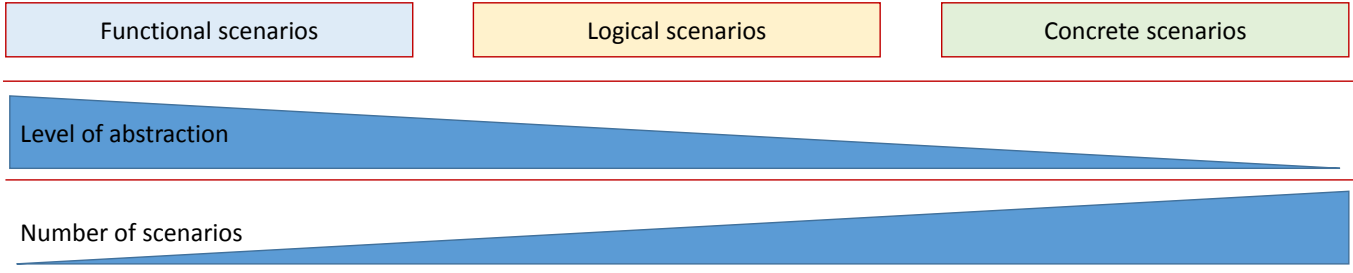 Functional scenarios
Logical scenarios
Concrete scenarios
Level of abstraction
Number of scenarios